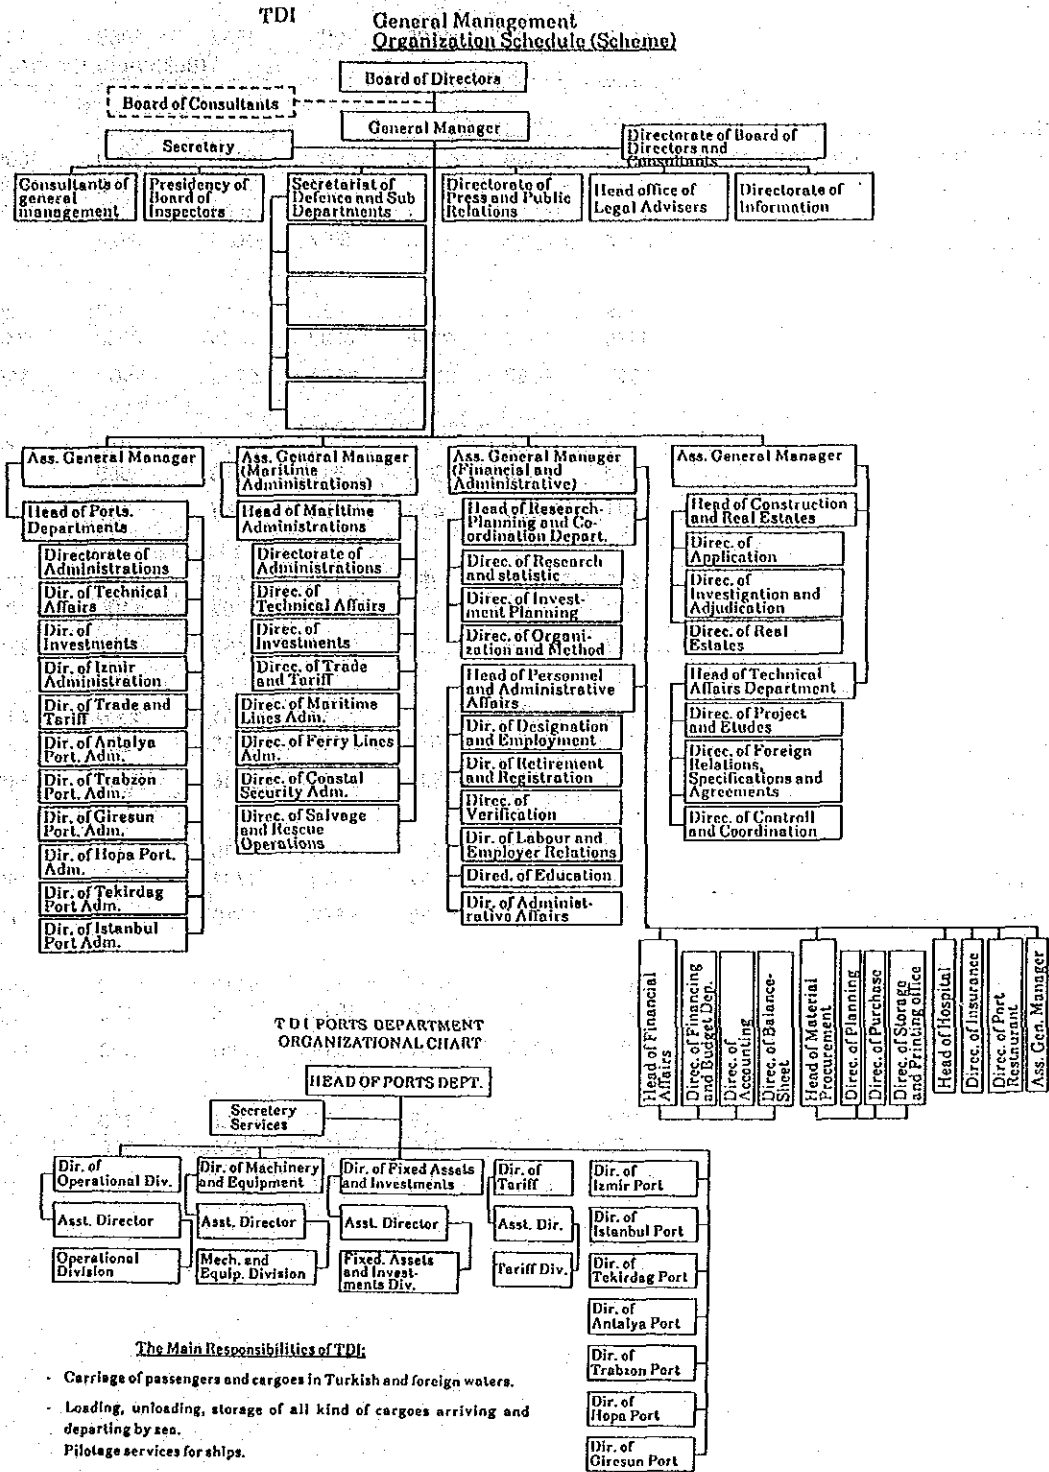 TDI
General Management
Organization Schedule (Scheme)
Board of Directors
Board of Consultants
General Manager
Secretary
Directorate of Board of
Directors and
Consultants
Consultants of
general
management
Presidency of
Board of
Inspectors
Secretariat of
Defence and Sub
Departments
Directorate of
Press and Public
Relations
Head office of
Legal Advisers
Directorate of
Information
Ass. General Manager
Head of Ports.
Departments
Directorate of
Administrations
Dir. of Technical
Affairs
Dir. of
Investments
Dir. of Izmir
Administration
Dir. of Trade and
Tariff
Dir. of Antalya
Port. Adm.
Dir. of Trabzon
Port. Adm.
Dir. of Giresun
Port. Adm.
Dir. of Hopa Port.
Adm.
Dir. of Tekirdag
Port Adm.
Dir. of Istanbul
Port Adm.
Ass. General Manager
(Maritime
Administrations)
Head of Maritime
Administrations
Directorate of
Administrations
Direc. of
Technical Affairs
Direc. of
Investments
Direc. of Trade
and Tariff
Direc. of Maritime
Lines Adm.
Direc. of Ferry Lines
Adm.
Direc. of Coastal
Security Adm.
Direc. of Salvage
and Rescue
Operations
Ass. General Manager
(Financial and
Administrative)
Head of Research-
Planning and Co-
ordination Depart.
Direc. of Research
and statistic
Direc. of Invest-
ment Planning
Direc. of Organi-
zation and Method
Head of Personnel
and Administrative
Affairs
Dir. of Designation
and Employment
Dir. of Retirement
and Registration
Direc. of
Verification
Dir. of Labour and
Employer Relations
Dired. of Education
Dir. of Administ-
rative Affairs
Ass. General Manager
Head of Construction
and Real Estates
Direc. of
Application
Direc. of
Investigation and
Adjudication
Direc. of Real
Estates
Head of Technical
Affairs Department
Direc. of Project
and Etudes
Direc. of Foreign
Relations,
Specifications and
Agreements
Direc. of Controll
and Coordination
Head of Financial
Affairs
Direc. of Financing
and Budget Dep.
Direc. of
Accounting
Direc. of Balance-
Sheet
Head of Material
Procurement
Direc. of Planning
Direc. of Purchase
Direc. of Storage
and Printing office
Head of Hospital
Direc. of Insurance
Direc. of Port
Restaurant
Ass. Gen. Manager
TDI PORTS DEPARTMENT
ORGANIZATIONAL CHART
HEAD OF PORTS DEPT.
Secretery
Services
Dir. of
Operational Div.
Asst. Director
Operational
Division
Dir. of Machinery
and Equipment
Asst. Director
Mech. and
Equip. Division
Dir. of Fixed Assets
and Investments
Asst. Director
Fixed. Assets
and Invest-
ments Div.
Dir. of
Tariff
Asst. Dir.
Tariff Div.
Dir. of
Izmir Port
Dir. of
Istanbul Port
Dir. of
Tekirdag Port
Dir. of
Antalya Port
Dir. of
Trabzon Port
Dir. of
Hopa Port
Dir. of
Giresun Port
The Main Responsibilities of TDI:
- Carriage of passengers and cargoes in Turkish and foreign waters.
- Loading, unloading, storage of all kind of cargoes arriving and
departing by sea.
Pilotage services for ships.